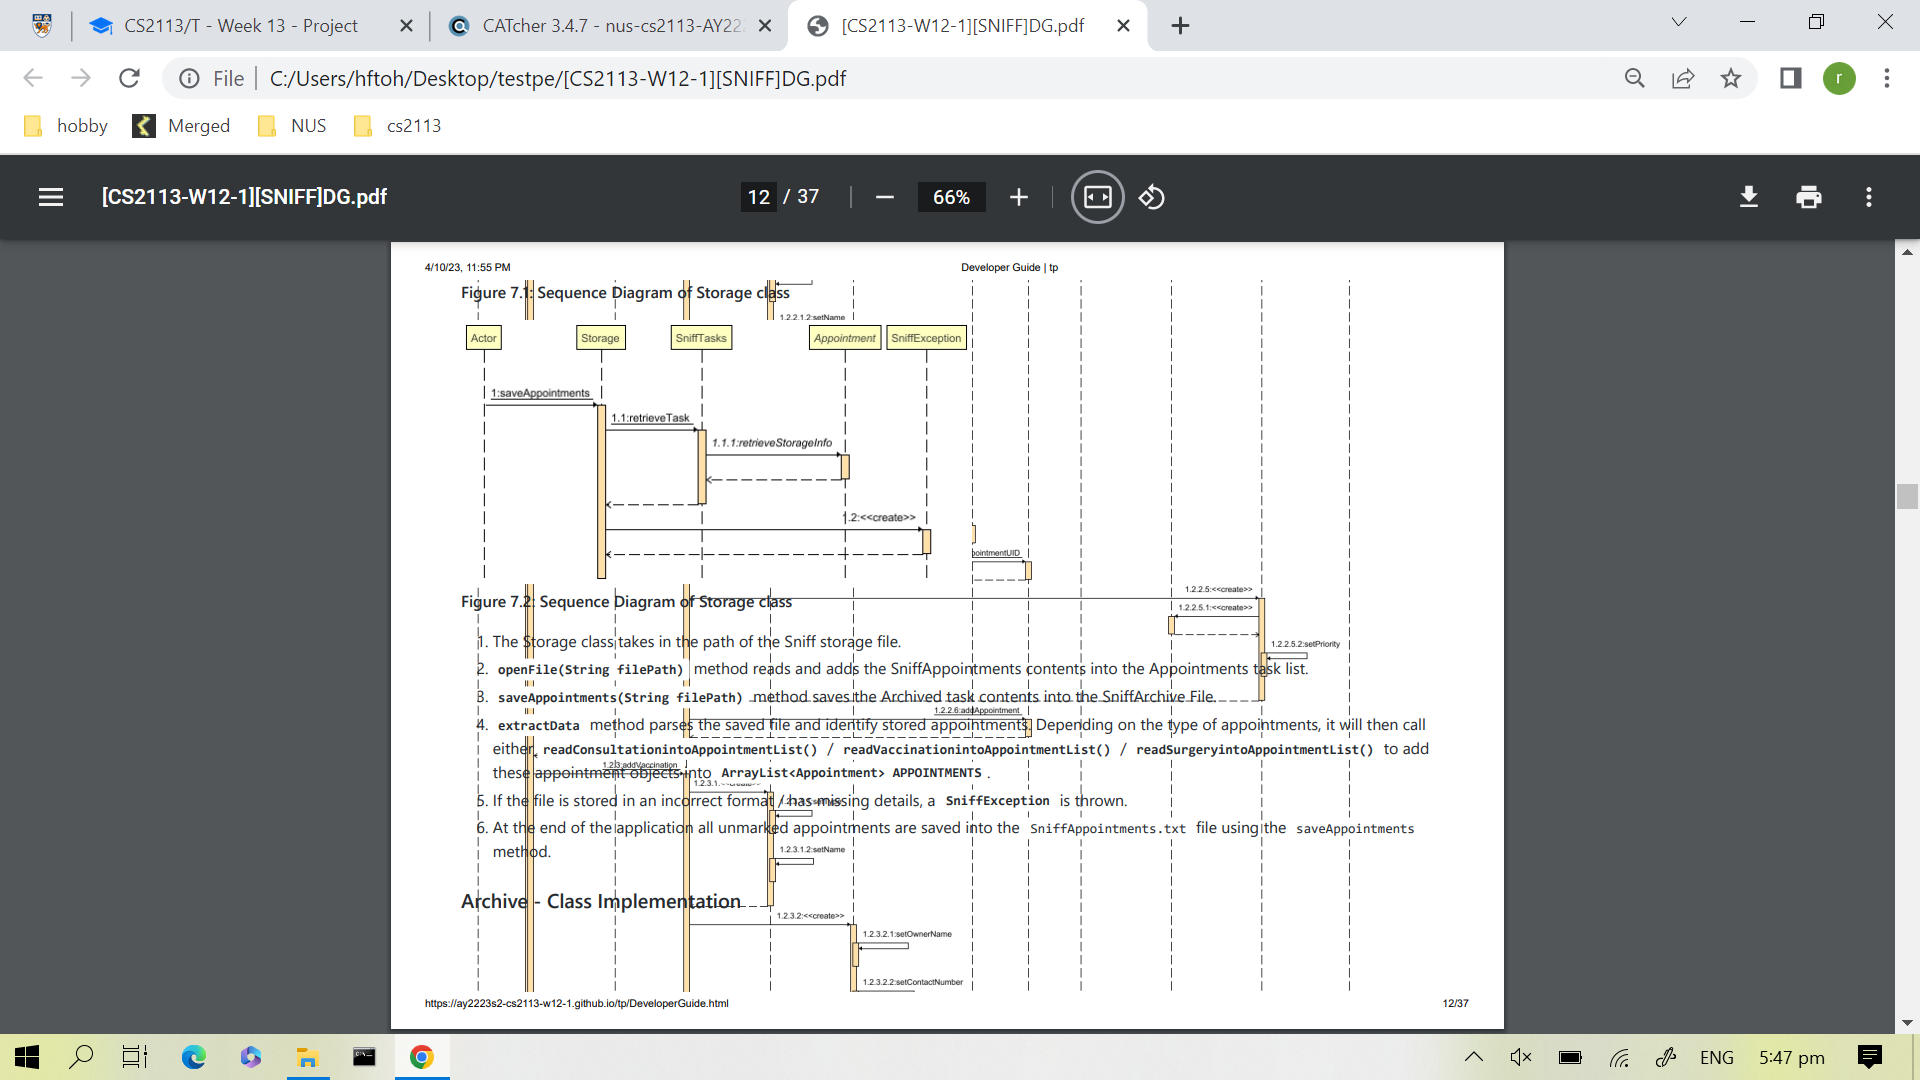 CS2113/T - Week 13 - Project
CATcher 3.4.7 - nus-cs2113-AY22
[CS2113-W12-1][SNIFF]DG.pdf
File
C:/Users/hftoh/Desktop/testpe/[CS2113-W12-1][SNIFF]DG.pdf
r
hobby
Merged
NUS
cs2113
[CS2113-W12-1][SNIFF]DG.pdf
12 / 37
66%
4/10/23, 11:55 PM
Developer Guide | tp
Figure 7.1: Sequence Diagram of Storage class
1.2.2.1.2:setName
Actor
Storage
SniffTasks
Appointment
SniffException
1:saveAppointments
1.1:retrieveTask
1.1.1:retrieveStorageInfo
1.2:<<create>>
pointmentUID
1.2.2.5:<<create>>
Figure 7.2: Sequence Diagram of Storage class
1.2.2.5.1:<<create>>
1.2.2.5.2:setPriority
1. The Storage class takes in the path of the Sniff storage file.
2. openFile(String filePath) method reads and adds the SniffAppointments contents into the Appointments task list.
3. saveAppointments(String filePath) method saves the Archived task contents into the SniffArchive File.
1.2.2.6:addAppointment
4. extractData method parses the saved file and identify stored appointments. Depending on the type of appointments, it will then call
either readConsultationintoAppointmentList() / readVaccinationintoAppointmentList() / readSurgeryintoAppointmentList() to add
1.2.3:addVaccination
these appointment objects into ArrayList<Appointment> APPOINTMENTS .
5. If the file is stored in an incorrect format / has missing details, a SniffException is thrown.
6. At the end of the application all unmarked appointments are saved into the SniffAppointments.txt file using the saveAppointments
method.
1.2.3.1.2:setName
Archive - Class Implementation
1.2.3.2:<<create>>
1.2.3.2.1:setOwnerName
1.2.3.2.2:setContactNumber
https://ay2223s2-cs2113-w12-1.github.io/tp/DeveloperGuide.html
12/37
ENG
5:47 pm